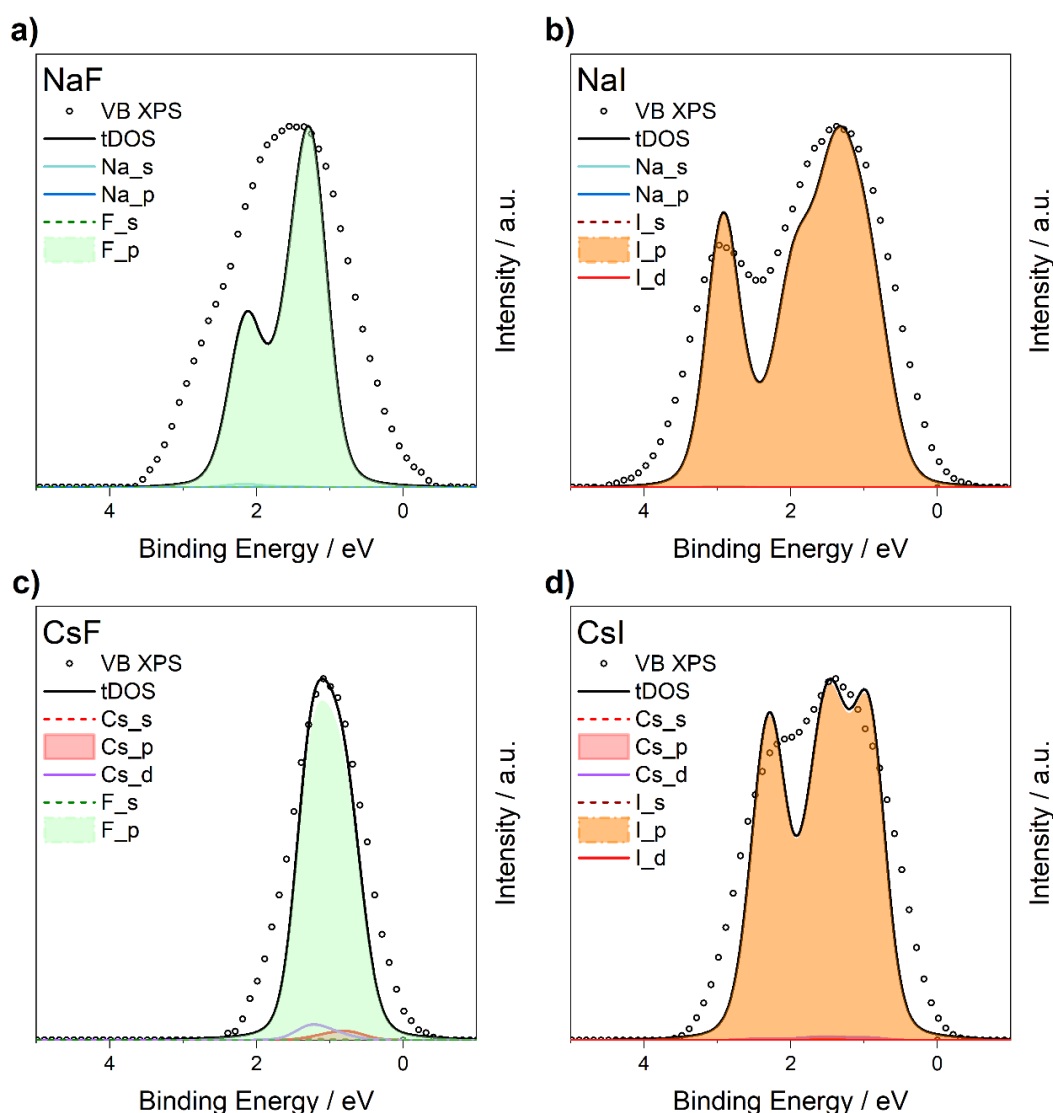 a)
NaF
VB XPS
tDOS
Na_s
Na_p
F_s
F_p
4
2
0
Binding Energy / eV
Intensity / a.u.
b)
NaI
VB XPS
tDOS
Na_s
Na_p
I_s
I_p
I_d
4
2
0
Binding Energy / eV
Intensity / a.u.
c)
CsF
VB XPS
tDOS
Cs_s
Cs_p
Cs_d
F_s
F_p
4
2
0
Binding Energy / eV
Intensity / a.u.
d)
CsI
VB XPS
tDOS
Cs_s
Cs_p
Cs_d
I_s
I_p
I_d
4
2
0
Binding Energy / eV
Intensity / a.u.